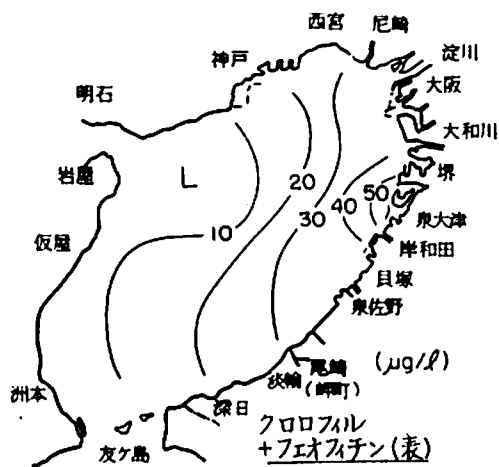 西宮
尼崎
淀川
神戸
大阪
明石
大和川
堺
岩屋
L
20
50
40
30
泉大津
10
岸和田
仮屋
貝塚
泉佐野
尾崎
(岬町)
(μg/l)
淡輪
洲本
深日
友ケ島
クロロフィル
+フェオフィチン(表)